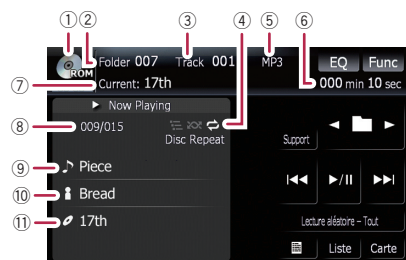 ① ② ③ ④ ⑤ ⑥
ROM Folder 007 Track 001 MP3 EQ Func
⑦ Current: 17th 000 min 10 sec
Now Playing
⑧ 009/015
Disc Repeat Support
⑨ Piece
⑩ Bread
⑪ 17th Lecture aléatoire – Tout
Liste Carte